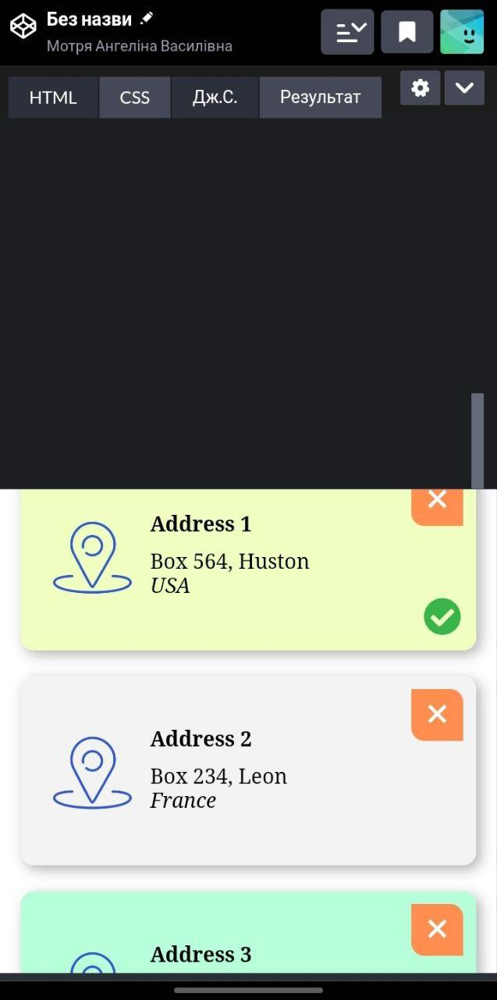 Без назви
Мотря Ангеліна Василівна
HTML CSS Дж.С. Результат
Address 1
Box 564, Huston
USA
Address 2
Box 234, Leon
France
Address 3